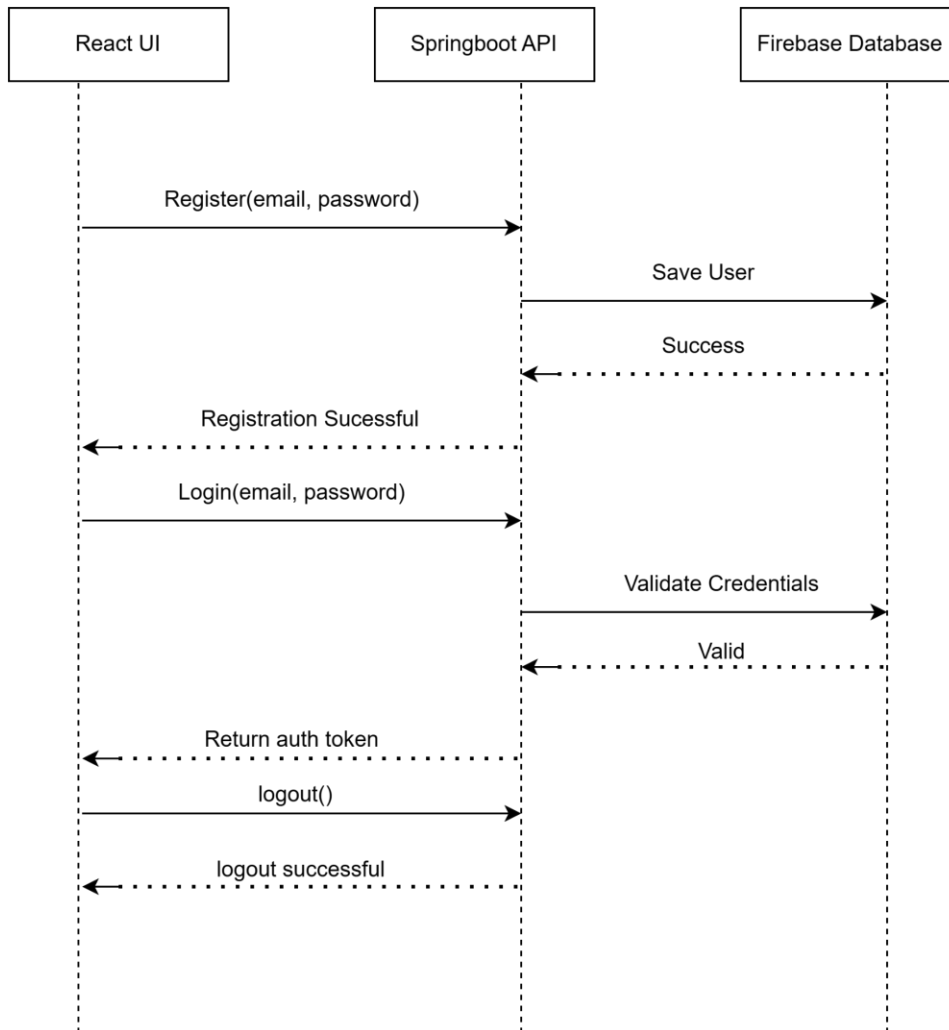 React UI
Springboot API
Firebase Database
Register(email, password)
Save User
Success
Registration Sucessful
Login(email, password)
Validate Credentials
Valid
Return auth token
logout()
logout successful